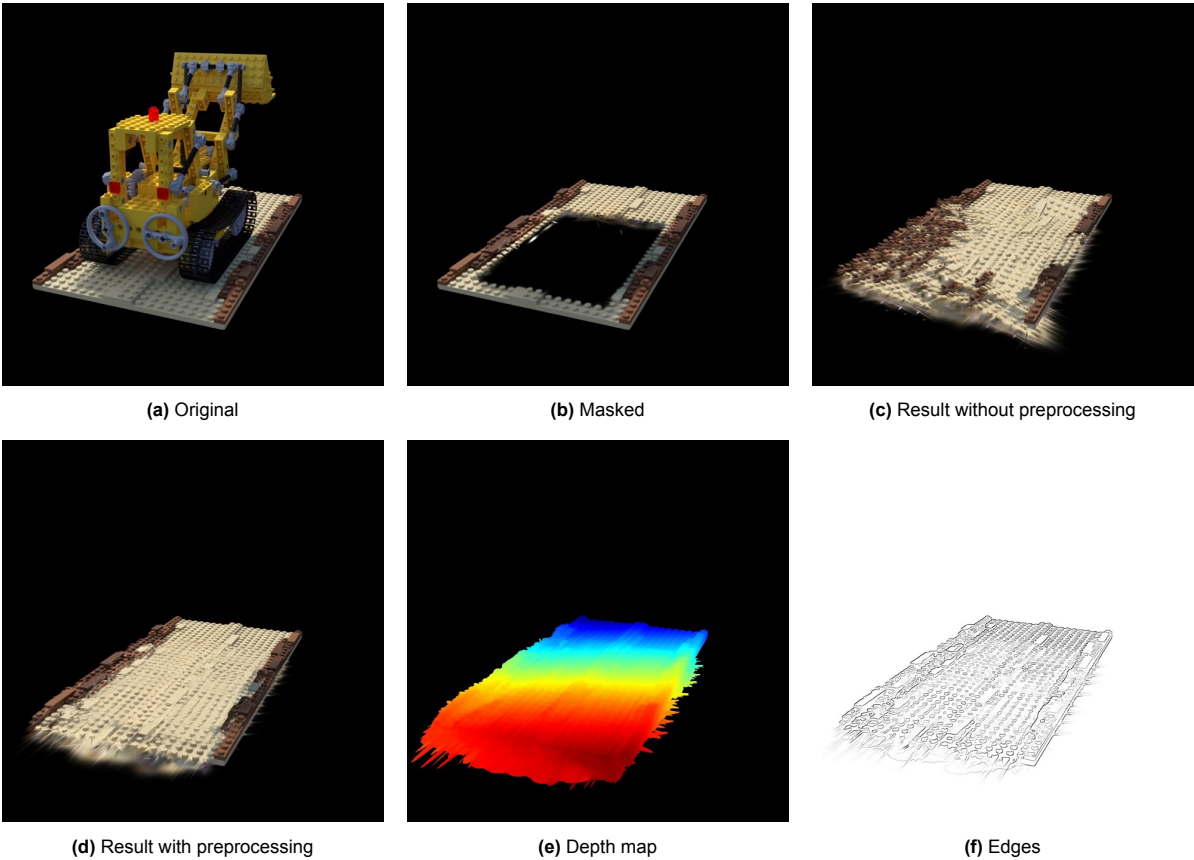 (a) Original
(b) Masked
(c) Result without preprocessing
(d) Result with preprocessing
(e) Depth map
(f) Edges